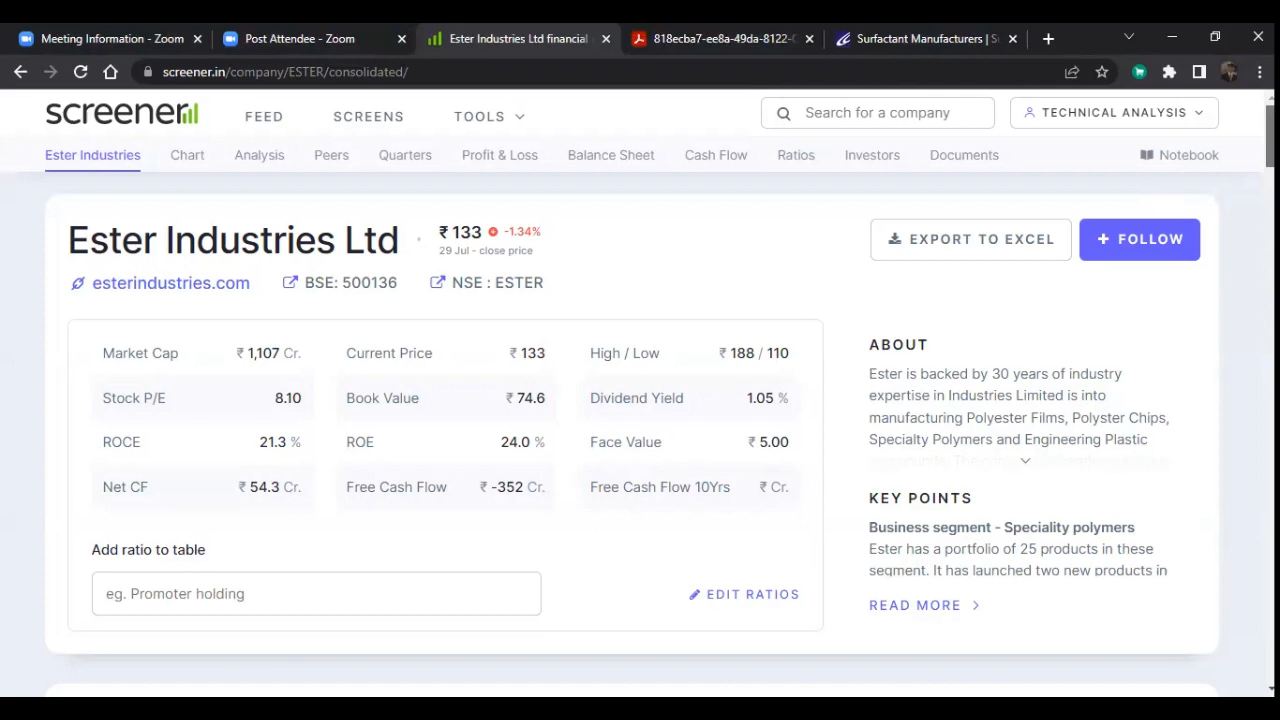 Meeting Information - Zoom
Post Attendee - Zoom
Ester Industries Ltd financial
818ecba7-ee8a-49da-8122-
Surfactant Manufacturers |
screener.in/company/ESTER/consolidated/
screener
FEED
SCREENS
TOOLS
Search for a company
TECHNICAL ANALYSIS
Ester Industries
Chart
Analysis
Peers
Quarters
Profit & Loss
Balance Sheet
Cash Flow
Ratios
Investors
Documents
Notebook
Ester Industries Ltd
₹ 133 -1.34%
29 Jul - close price
EXPORT TO EXCEL
+ FOLLOW
esterindustries.com
BSE: 500136
NSE : ESTER
Market Cap ₹ 1,107 Cr.
Current Price ₹ 133
High / Low ₹ 188 / 110
Stock P/E 8.10
Book Value ₹ 74.6
Dividend Yield 1.05 %
ROCE 21.3 %
ROE 24.0 %
Face Value ₹ 5.00
Net CF ₹ 54.3 Cr.
Free Cash Flow ₹ -352 Cr.
Free Cash Flow 10Yrs ₹ Cr.
Add ratio to table
eg. Promoter holding
EDIT RATIOS
ABOUT
Ester is backed by 30 years of industry
expertise in Industries Limited is into
manufacturing Polyester Films, Polyster Chips,
Specialty Polymers and Engineering Plastic
KEY POINTS
Business segment - Speciality polymers
Ester has a portfolio of 25 products in these
segment. It has launched two new products in
READ MORE